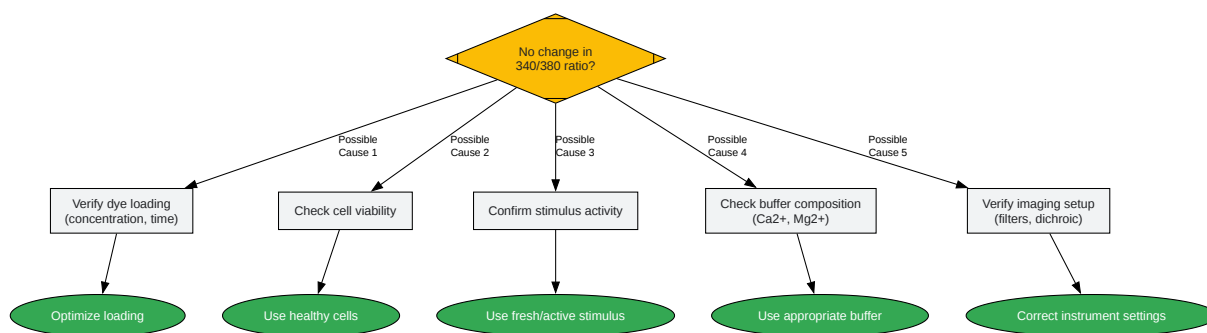 No change in
340/380 ratio?
Possible
Cause 1
Possible
Cause 2
Possible
Cause 3
Possible
Cause 4
Possible
Cause 5
Verify dye loading
(concentration, time)
Check cell viability
Confirm stimulus activity
Check buffer composition
(Ca2+, Mg2+)
Verify imaging setup
(filters, dichroic)
Optimize loading
Use healthy cells
Use fresh/active stimulus
Use appropriate buffer
Correct instrument settings